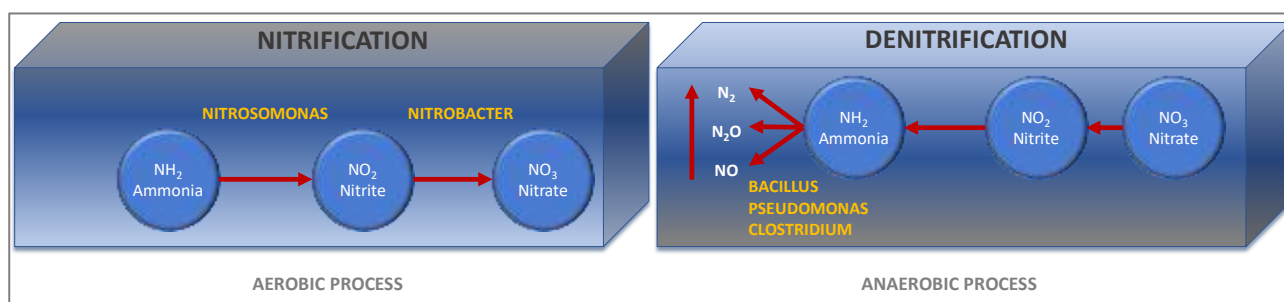 NITRIFICATION
NITROSOMONAS
NITROBACTER
NH₂
Ammonia
NO₂
Nitrite
NO₃
Nitrate
AEROBIC PROCESS
DENITRIFICATION
N₂
N₂O
NO
NH₂
Ammonia
NO₂
Nitrite
NO₃
Nitrate
BACILLUS
PSEUDOMONAS
CLOSTRIDIUM
ANAEROBIC PROCESS